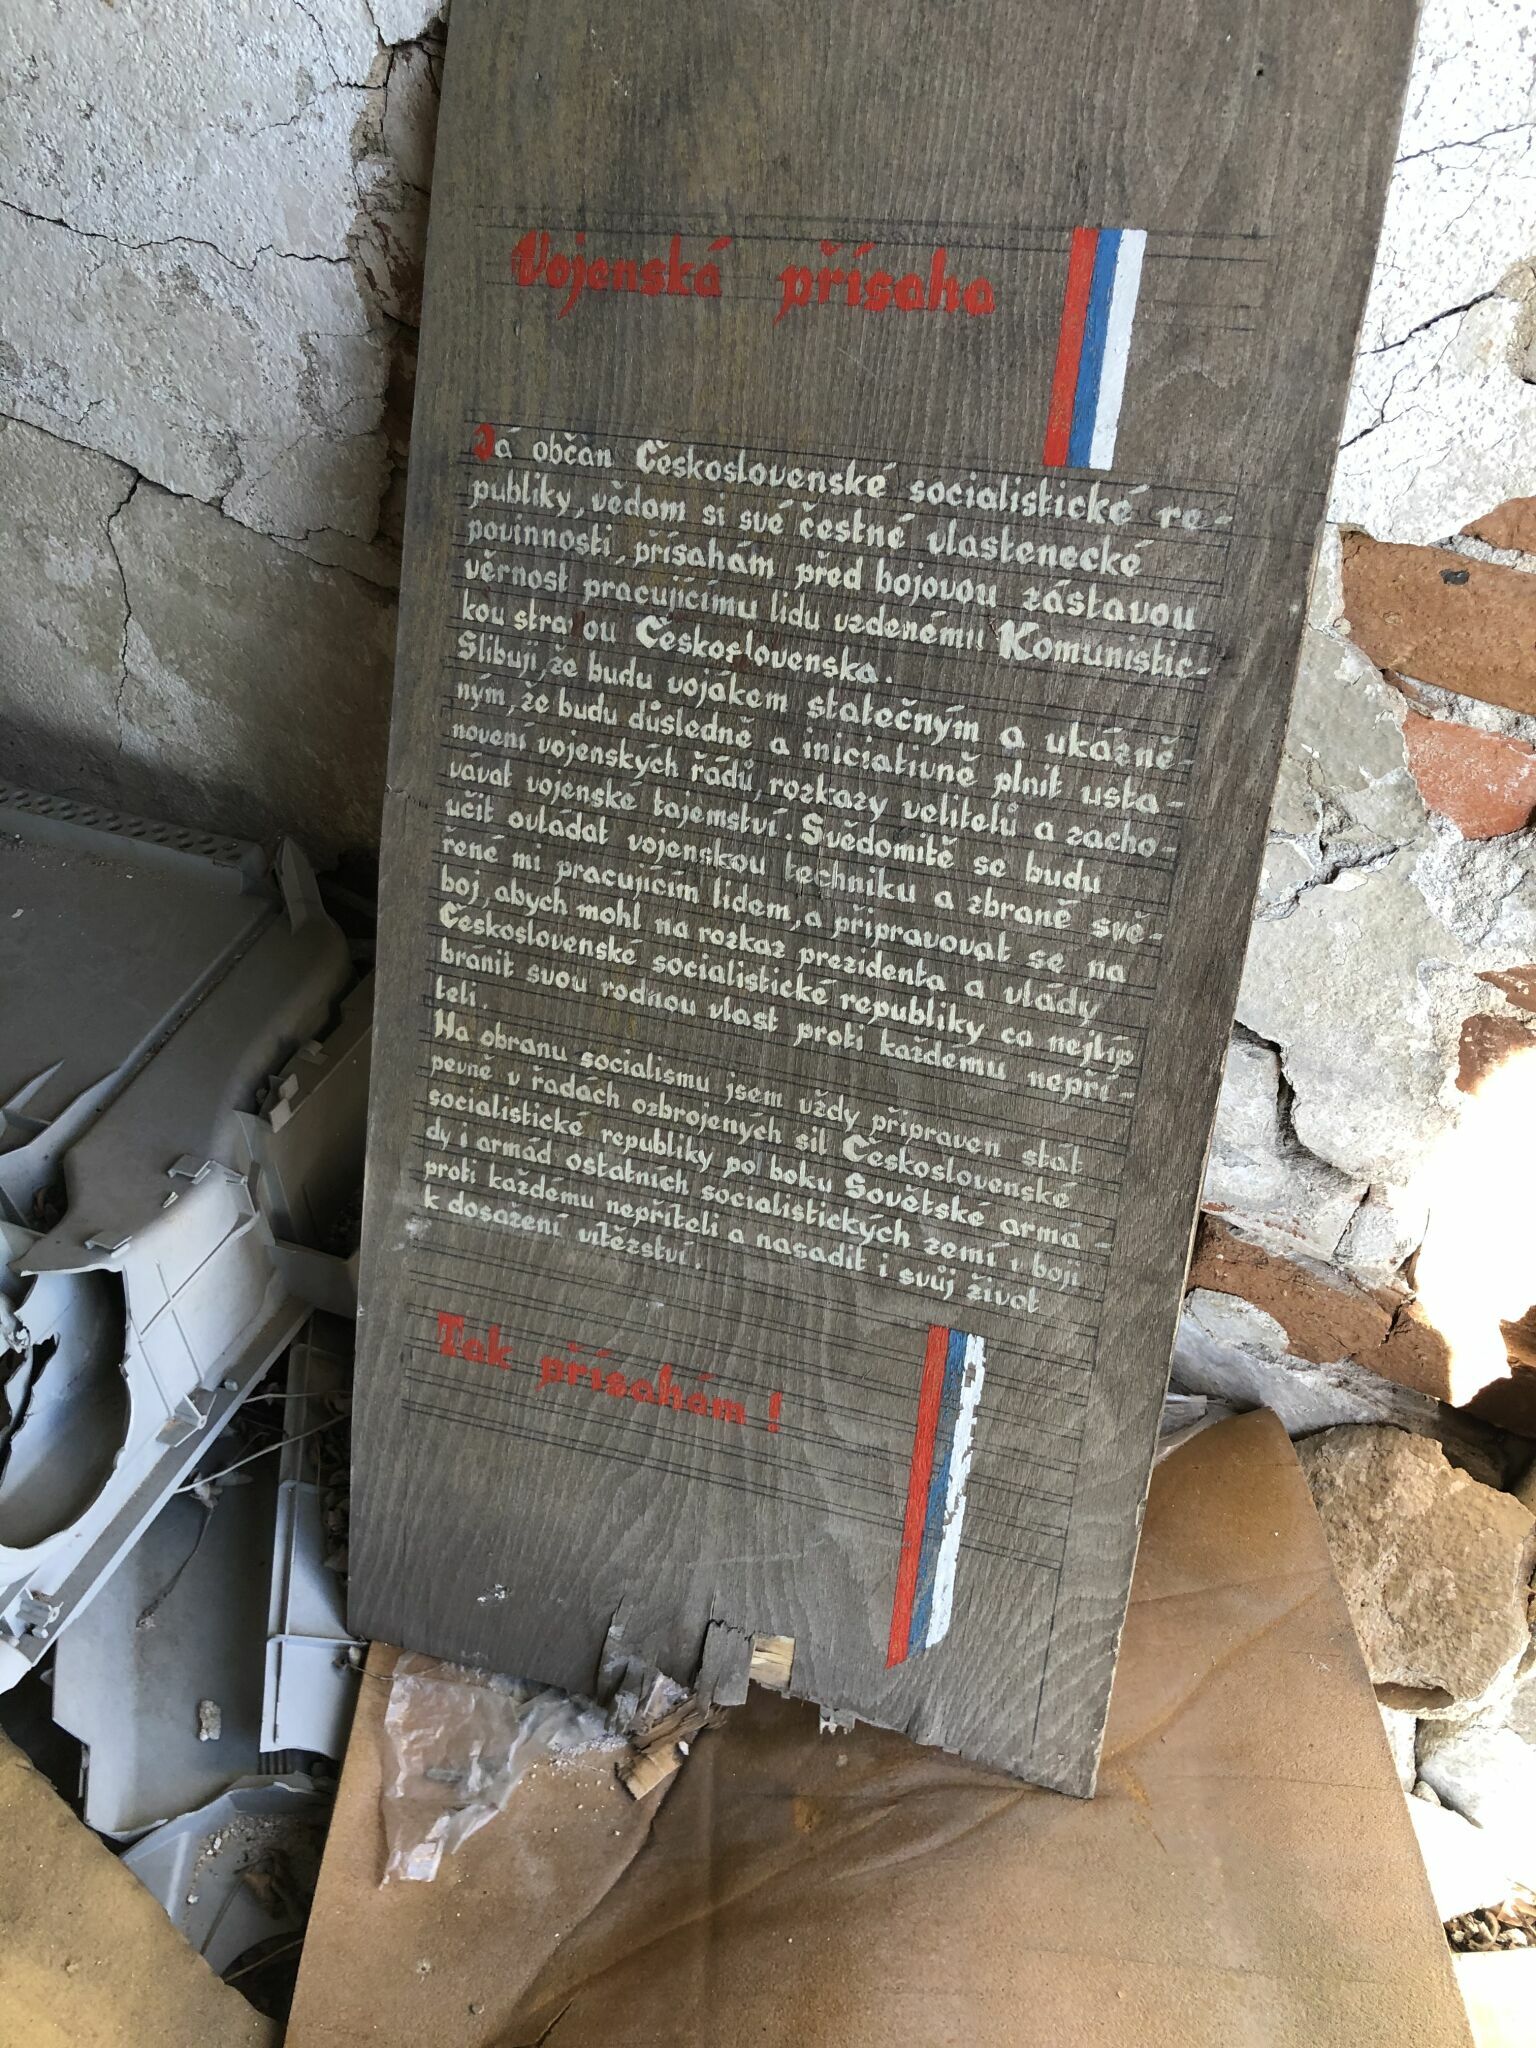 Vojenská přísaha
Já občan Československé socialistické re-
publiky, vědom si své čestné vlastenecké
povinnosti, přísahám před bojovou zástavou
věrnost pracujícímu lidu vzdenému Komunistic-
kou stranou Československa.
Slibuji, že budu vojákem statečným a ukázně-
ným, že budu důsledně a iniciativně plnit usta-
novení vojenských řádů, rozkazy velitelů a zacho-
vávat vojenské tajemství. Svědomitě se budu
učit ovládat vojenskou techniku a zbraně svě-
řené mi pracujícím lidem, a připravovat se na
boj, abych mohl na rozkaz prezidenta a vlády
Československé socialistické republiky co nejlíp
bránit svou rodnou vlast proti každému nepří-
teli.
Na obranu socialismu jsem vždy připraven stát
pevně v řadách ozbrojených sil Československé
socialistické republiky po boku Sovětské armá-
dy i armád ostatních socialistických zemí v boji
proti každému nepříteli a nasadit i svůj život
k dosažení vítězství.
Tak přísahám !